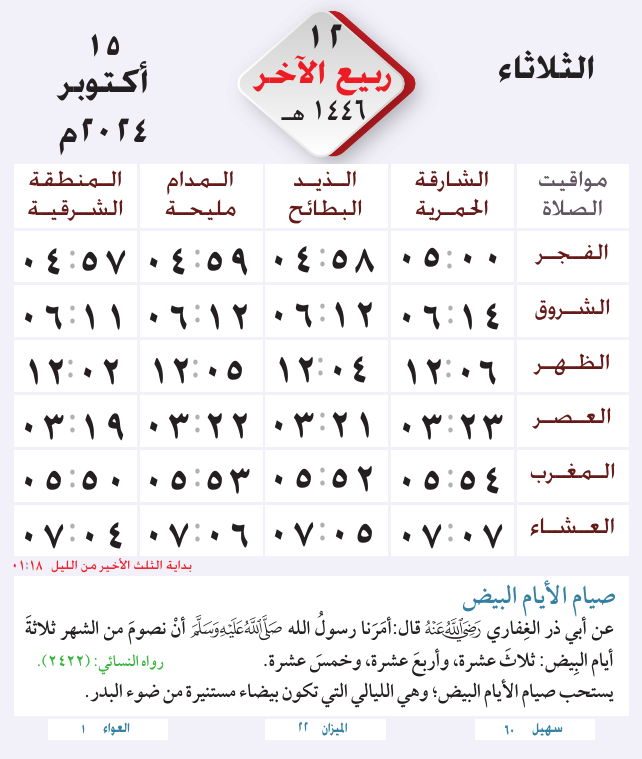 الثلاثاء
١٢
ربيع الآخر
١٤٤٦ هـ
١٥
أكتوبر
٢٠٢٤م
مواقيت الصلاة | الشارقة الحمرية | الذيد البطائح | المدام مليحة | المنطقة الشرقية
الفجر ٠٥:٠٠ ٠٤:٥٨ ٠٤:٥٩ ٠٤:٥٧
الشروق ٠٦:١٤ ٠٦:١٢ ٠٦:١٢ ٠٦:١١
الظهر ١٢:٠٦ ١٢:٠٤ ١٢:٠٥ ١٢:٠٢
العصر ٠٣:٢٣ ٠٣:٢١ ٠٣:٢٢ ٠٣:١٩
المغرب ٠٥:٥٤ ٠٥:٥٢ ٠٥:٥٣ ٠٥:٥٠
العشاء ٠٧:٠٧ ٠٧:٠٥ ٠٧:٠٦ ٠٧:٠٤
بداية الثلث الأخير من الليل ٠١:١٨
صيام الأيام البيض
عن أبي ذر الغِفاري رَضِيَ اللَّهُ عَنْهُ قال: أمَرَنا رسولُ الله صَلَّى اللَّهُ عَلَيْهِ وَسَلَّمَ أنْ نصومَ من الشهر ثلاثةَ
أيام البِيض: ثلاثَ عشرة، وأربعَ عشرة، وخمسَ عشرة. رواه النسائي: (٢٤٢٢).
يستحب صيام الأيام البيض؛ وهي الليالي التي تكون بيضاء مستنيرة من ضوء البدر.
سهيل ٦٠ الميزان ٢٢ العواء ١